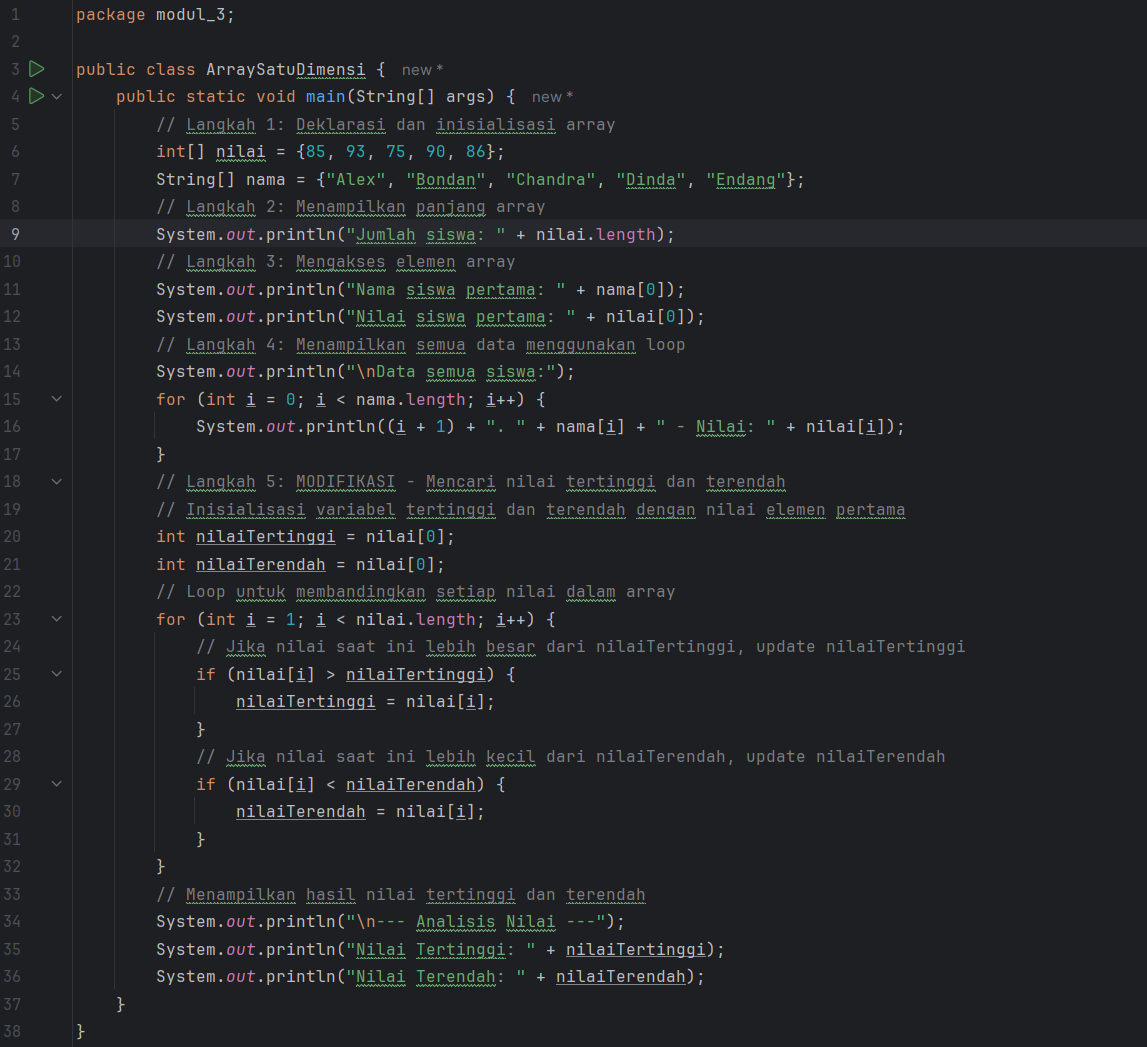 1 package modul_3;
2
3 public class ArraySatuDimensi { new *
4 public static void main(String[] args) { new *
5 // Langkah 1: Deklarasi dan inisialisasi array
6 int[] nilai = {85, 93, 75, 90, 86};
7 String[] nama = {"Alex", "Bondan", "Chandra", "Dinda", "Endang"};
8 // Langkah 2: Menampilkan panjang array
9 System.out.println("Jumlah siswa: " + nilai.length);
10 // Langkah 3: Mengakses elemen array
11 System.out.println("Nama siswa pertama: " + nama[0]);
12 System.out.println("Nilai siswa pertama: " + nilai[0]);
13 // Langkah 4: Menampilkan semua data menggunakan loop
14 System.out.println("\nData semua siswa:");
15 for (int i = 0; i < nama.length; i++) {
16 System.out.println((i + 1) + ". " + nama[i] + " - Nilai: " + nilai[i]);
17 }
18 // Langkah 5: MODIFIKASI - Mencari nilai tertinggi dan terendah
19 // Inisialisasi variabel tertinggi dan terendah dengan nilai elemen pertama
20 int nilaiTertinggi = nilai[0];
21 int nilaiTerendah = nilai[0];
22 // Loop untuk membandingkan setiap nilai dalam array
23 for (int i = 1; i < nilai.length; i++) {
24 // Jika nilai saat ini lebih besar dari nilaiTertinggi, update nilaiTertinggi
25 if (nilai[i] > nilaiTertinggi) {
26 nilaiTertinggi = nilai[i];
27 }
28 // Jika nilai saat ini lebih kecil dari nilaiTerendah, update nilaiTerendah
29 if (nilai[i] < nilaiTerendah) {
30 nilaiTerendah = nilai[i];
31 }
32 }
33 // Menampilkan hasil nilai tertinggi dan terendah
34 System.out.println("\n--- Analisis Nilai ---");
35 System.out.println("Nilai Tertinggi: " + nilaiTertinggi);
36 System.out.println("Nilai Terendah: " + nilaiTerendah);
37 }
38 }